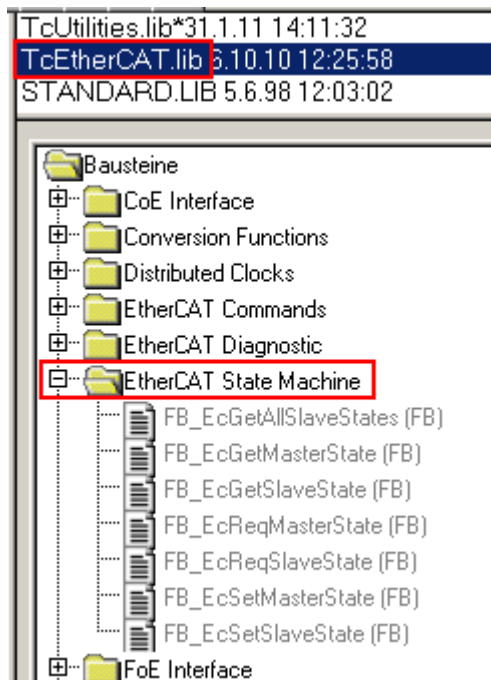 TcUtilities.lib*31.1.11 14:11:32
TcEtherCAT.lib 6.10.10 12:25:58
STANDARD.LIB 5.6.98 12:03:02
Bausteine
CoE Interface
Conversion Functions
Distributed Clocks
EtherCAT Commands
EtherCAT Diagnostic
EtherCAT State Machine
FB_EcGetAllSlaveStates (FB)
FB_EcGetMasterState (FB)
FB_EcGetSlaveState (FB)
FB_EcReqMasterState (FB)
FB_EcReqSlaveState (FB)
FB_EcSetMasterState (FB)
FB_EcSetSlaveState (FB)
FoE Interface